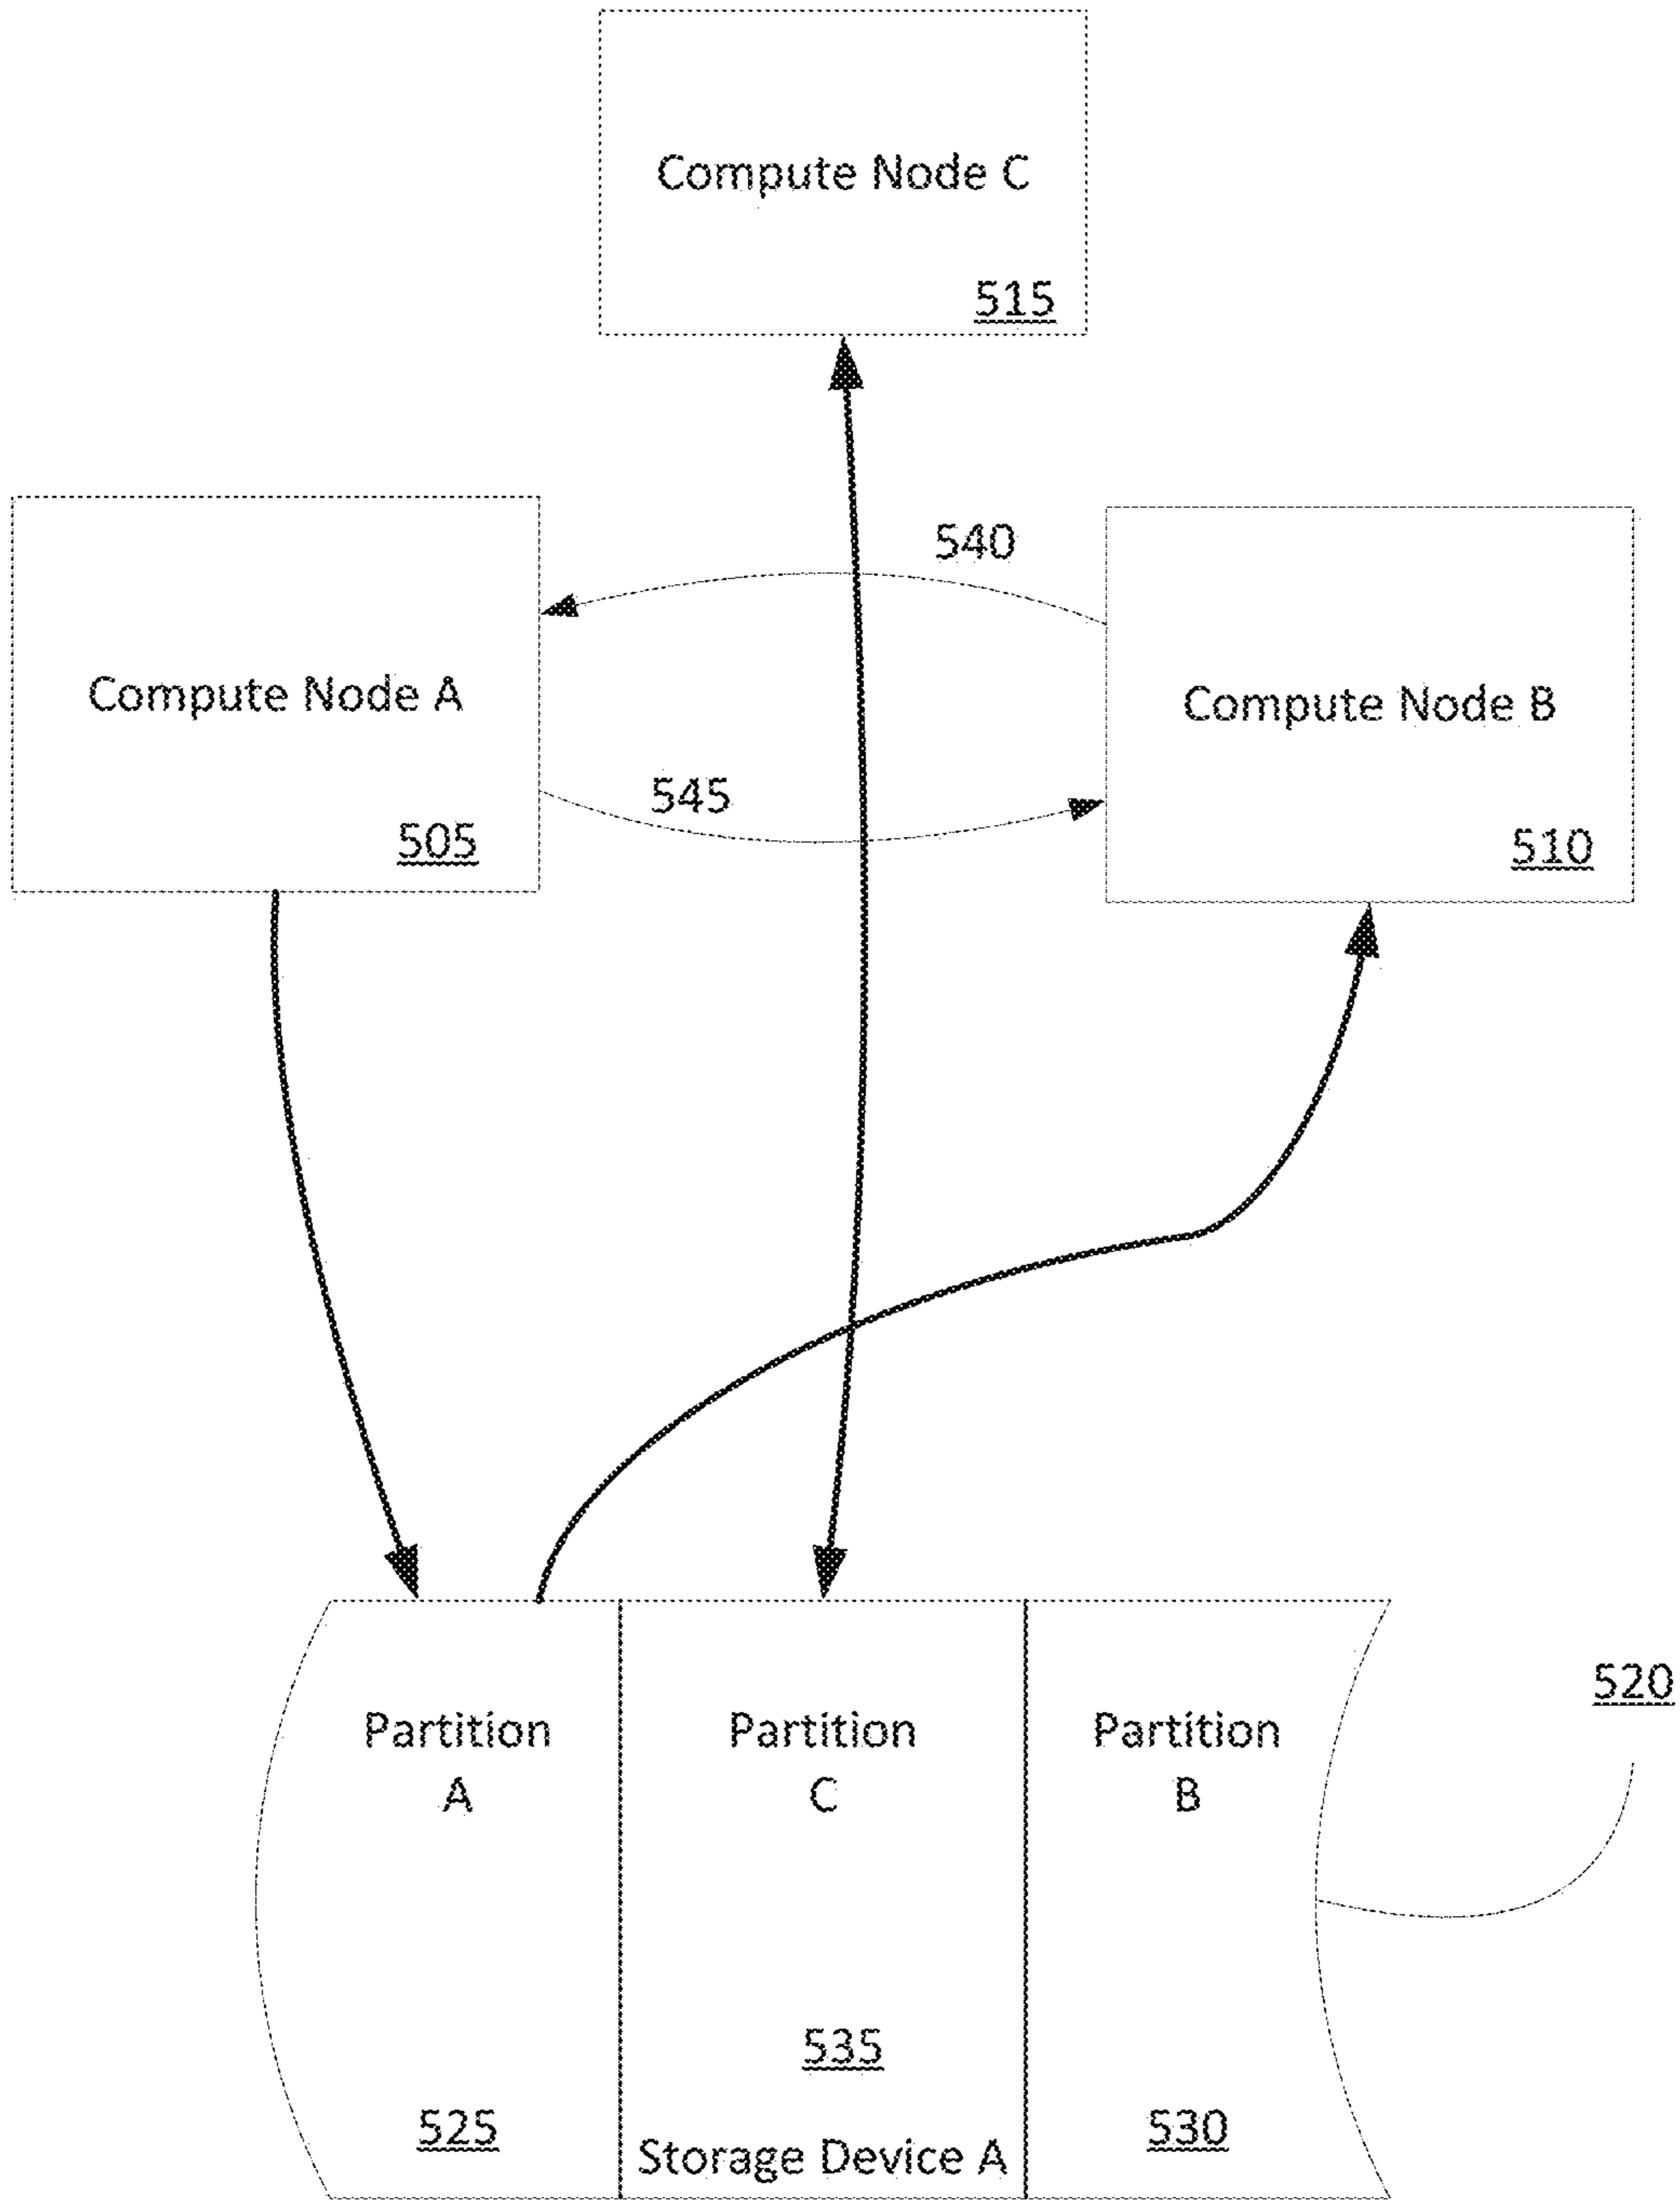 Compute Node C
515
540
Compute Node A
Compute Node B
545
505
510
520
Partition
A
Partition
C
Partition
B
535
525
530
Storage Device A